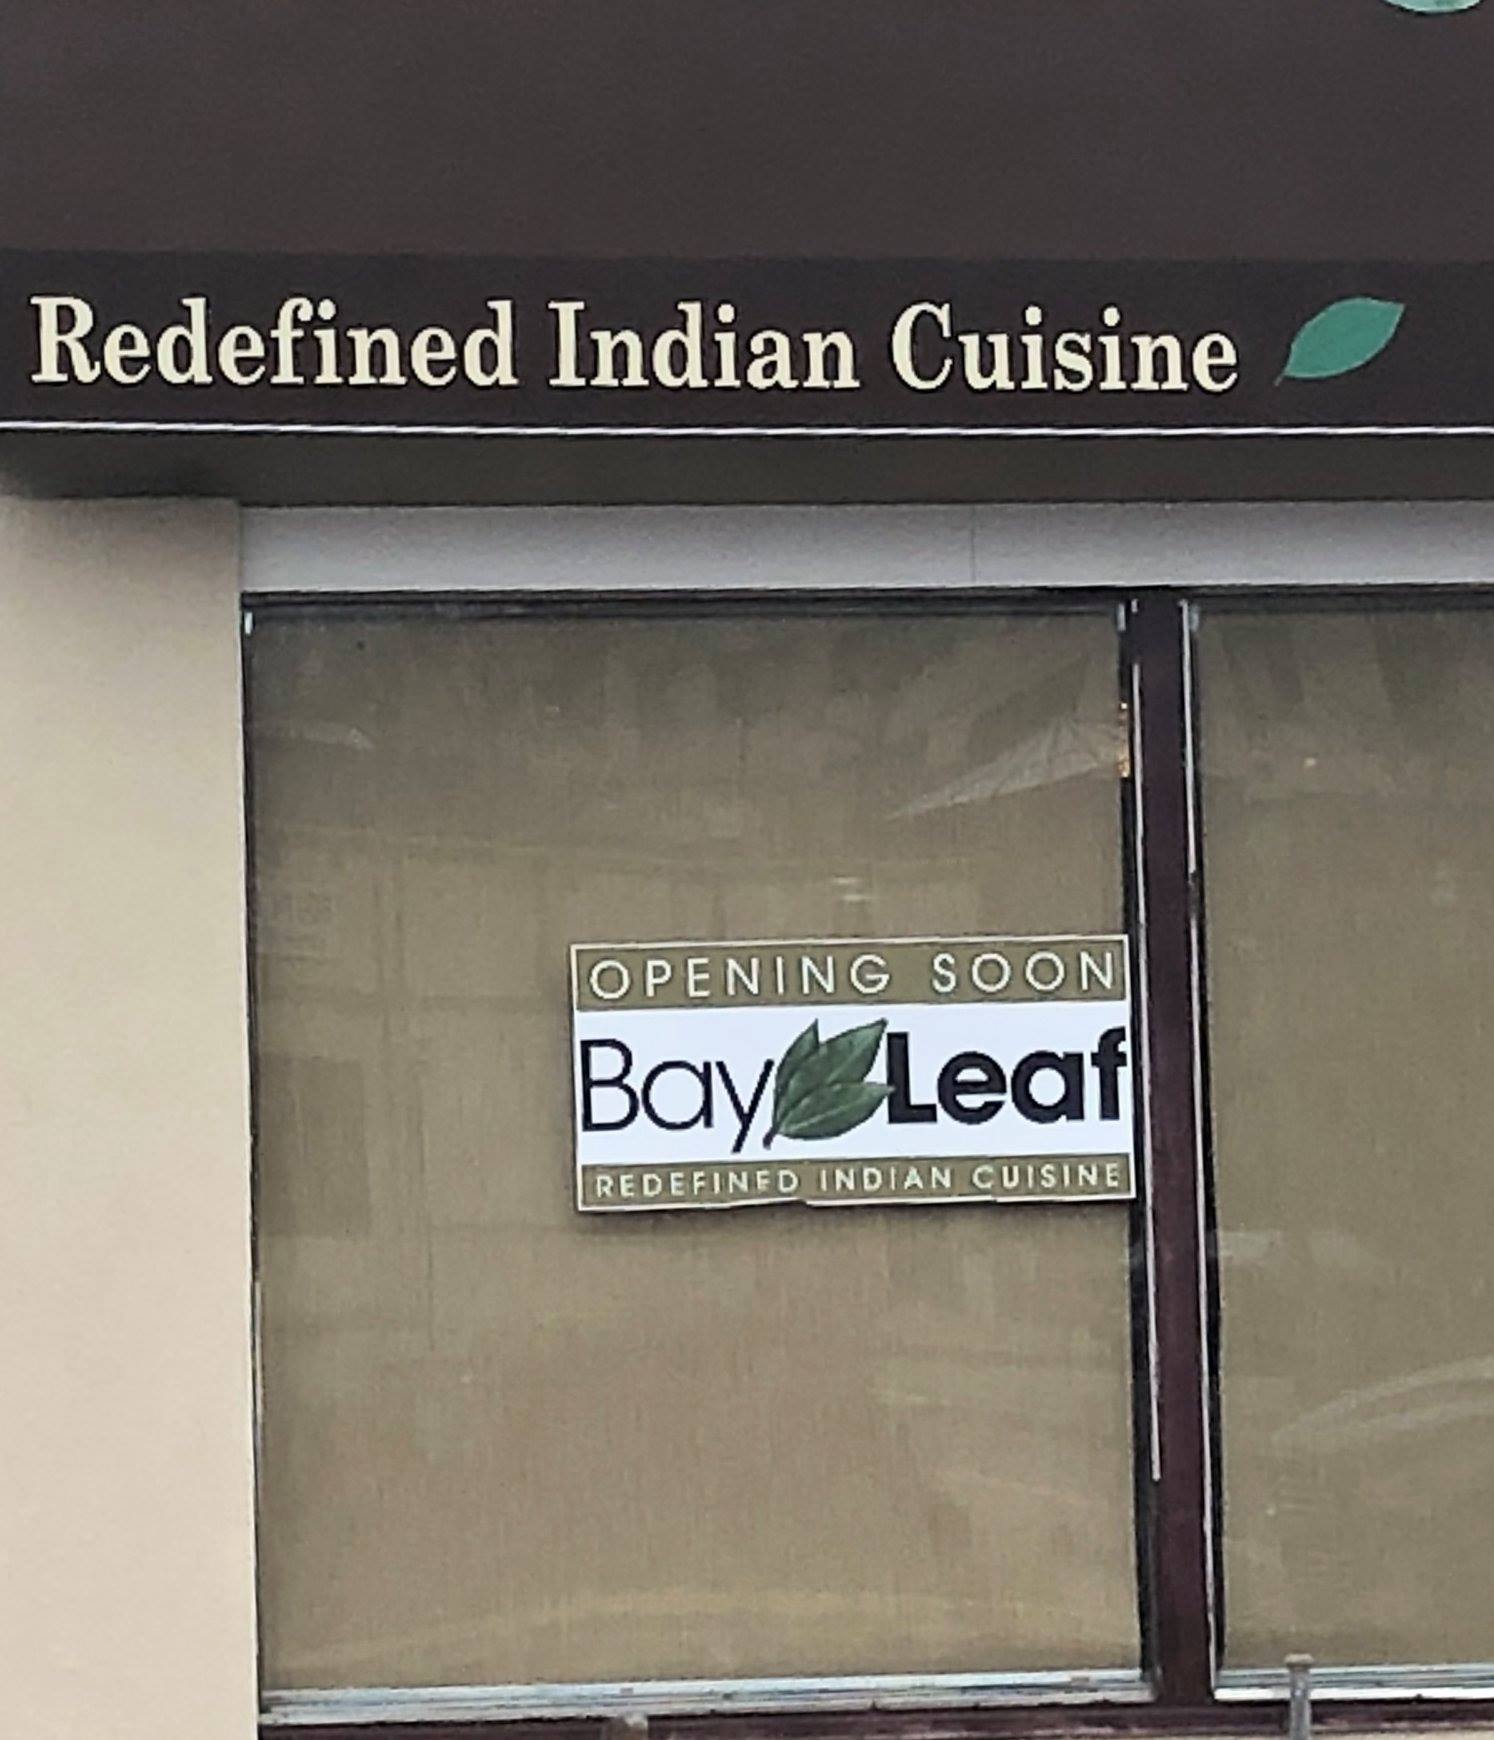 Redefined Indian Cuisine
OPENING SOON
Bay Leaf
REDEFINED INDIAN CUISINE